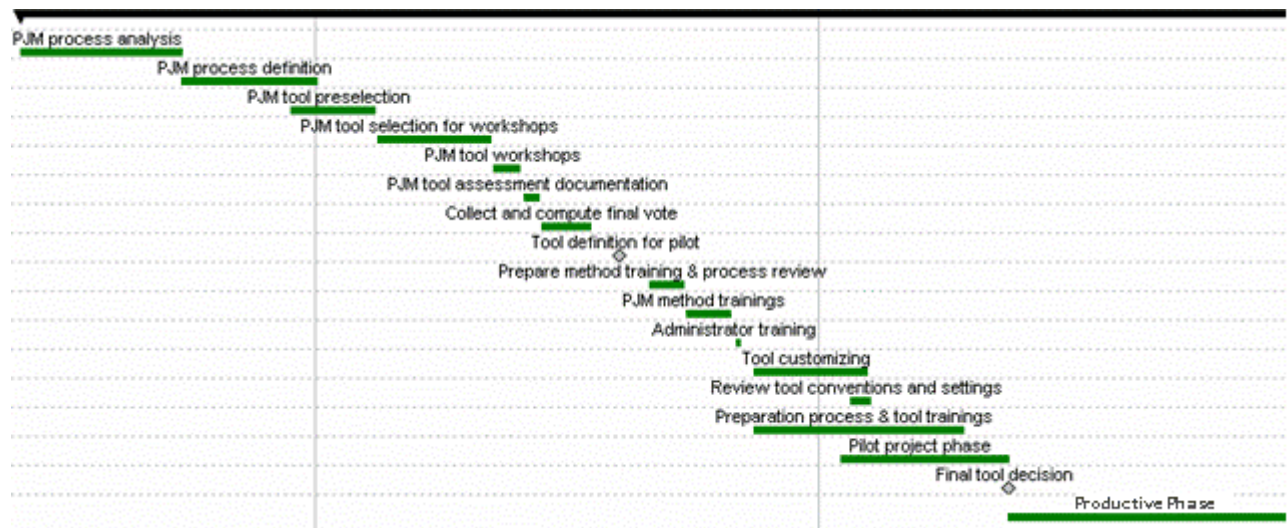 PJM process analysis
PJM process definition
PJM tool preselection
PJM tool selection for workshops
PJM tool workshops
PJM tool assessment documentation
Collect and compute final vote
Tool definition for pilot
Prepare method training & process review
PJM method trainings
Administrator training
Tool customizing
Review tool conventions and settings
Preparation process & tool trainings
Pilot project phase
Final tool decision
Productive Phase